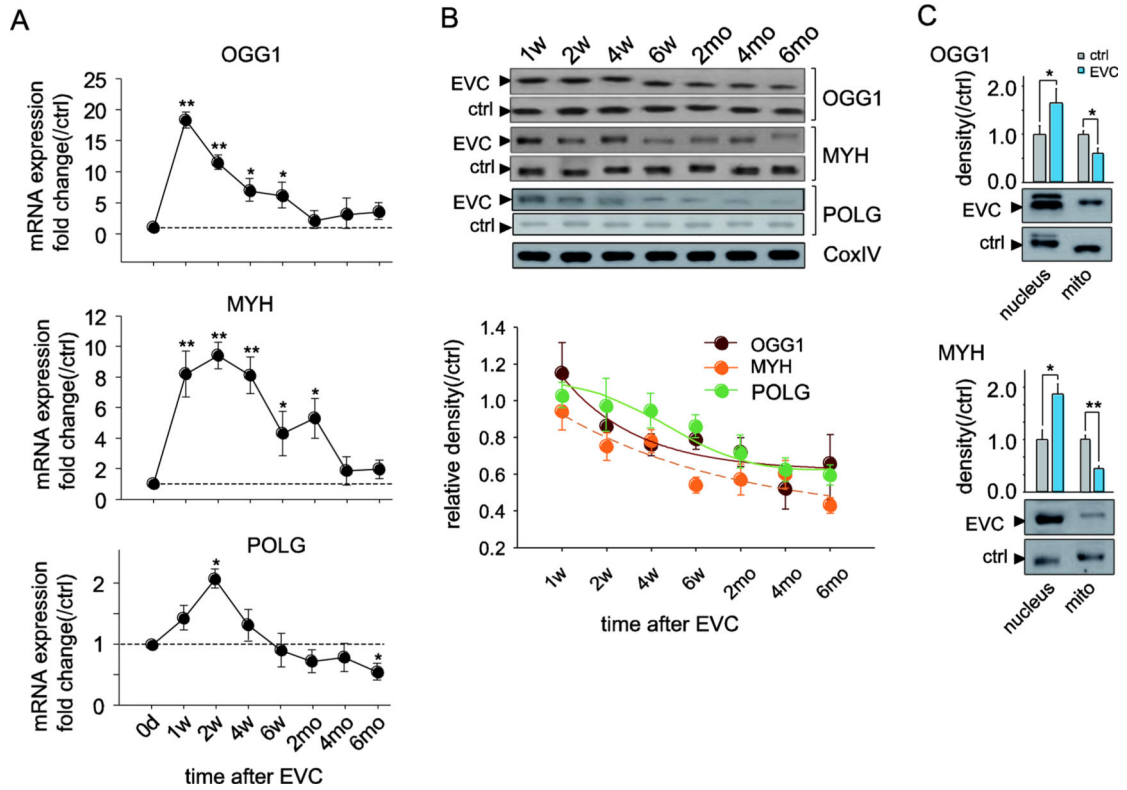 A
OGG1
mRNA expression
fold change(/ctrl)
25
20
15
10
5
0
**
**
*
*
MYH
mRNA expression
fold change(/ctrl)
12
10
8
6
4
2
0
**
**
**
*
*
POLG
mRNA expression
fold change(/ctrl)
2
1
0
*
*
0d 1w 2w 4w 6w 2mo 4mo 6mo
time after EVC
B
1w 2w 4w 6w 2mo 4mo 6mo
EVC
ctrl
OGG1
EVC
ctrl
MYH
EVC
ctrl
POLG
CoxIV
relative density(/ctrl)
1.4
1.2
1.0
0.8
0.6
0.4
0.2
OGG1
MYH
POLG
1w 2w 4w 6w 2mo 4mo 6mo
time after EVC
C
OGG1
ctrl
EVC
density(/ctrl)
2.0
1.0
1.0
*
*
EVC
ctrl
nucleus mito
MYH
density(/ctrl)
2.0
1.0
1.0
*
**
EVC
ctrl
nucleus mito